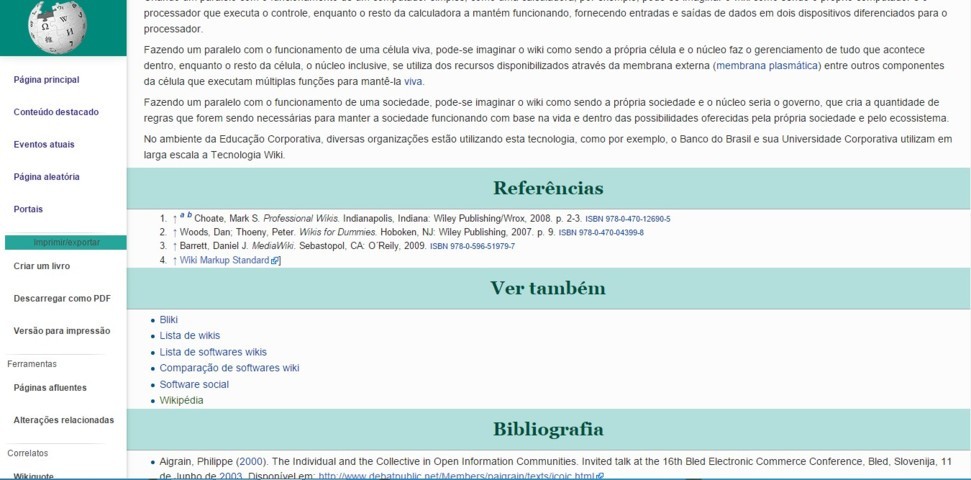 processador que executa o controle, enquanto o resto da calculadora a mantém funcionando, fornecendo entradas e saídas de dados em dois dispositivos diferenciados para o
processador.
Fazendo um paralelo com o funcionamento de uma célula viva, pode-se imaginar o wiki como sendo a própria célula e o núcleo faz o gerenciamento de tudo que acontece
dentro, enquanto o resto da célula, o núcleo inclusive, se utiliza dos recursos disponibilizados através da membrana externa (membrana plasmática) entre outros componentes
da célula que executam múltiplas funções para mantê-la viva.
Fazendo um paralelo com o funcionamento de uma sociedade, pode-se imaginar o wiki como sendo a própria sociedade e o núcleo seria o governo, que cria a quantidade de
regras que forem sendo necessárias para manter a sociedade funcionando com base na vida e dentro das possibilidades oferecidas pela própria sociedade e pelo ecossistema.
No ambiente da Educação Corporativa, diversas organizações estão utilizando esta tecnologia, como por exemplo, o Banco do Brasil e sua Universidade Corporativa utilizam em
larga escala a Tecnologia Wiki.
Referências
1. ↑ a b Choate, Mark S. Professional Wikis. Indianapolis, Indiana: Wiley Publishing/Wrox, 2008. p. 2-3. ISBN 978-0-470-12690-5
2. ↑ Woods, Dan; Thoeny, Peter. Wikis for Dummies. Hoboken, NJ: Wiley Publishing, 2007. p. 9. ISBN 978-0-470-04399-8
3. ↑ Barrett, Daniel J. MediaWiki. Sebastopol, CA: O´Reily, 2009. ISBN 978-0-596-51979-7
4. ↑ Wiki Markup Standard]
Ver também
Bliki
Lista de wikis
Lista de softwares wikis
Comparação de softwares wiki
Software social
Wikipédia
Bibliografia
Aigrain, Philippe (2000). The Individual and the Collective in Open Information Communities. Invited talk at the 16th Bled Electronic Commerce Conference, Bled, Slovenija, 11
de Junho de 2003. Disponível em: http://www.debatpublic.net/Members/paigrain/texts/icoic.html
Página principal
Conteúdo destacado
Eventos atuais
Página aleatória
Portais
Imprimir/exportar
Criar um livro
Descarregar como PDF
Versão para impressão
Ferramentas
Páginas afluentes
Alterações relacionadas
Correlatos
Wikiquote